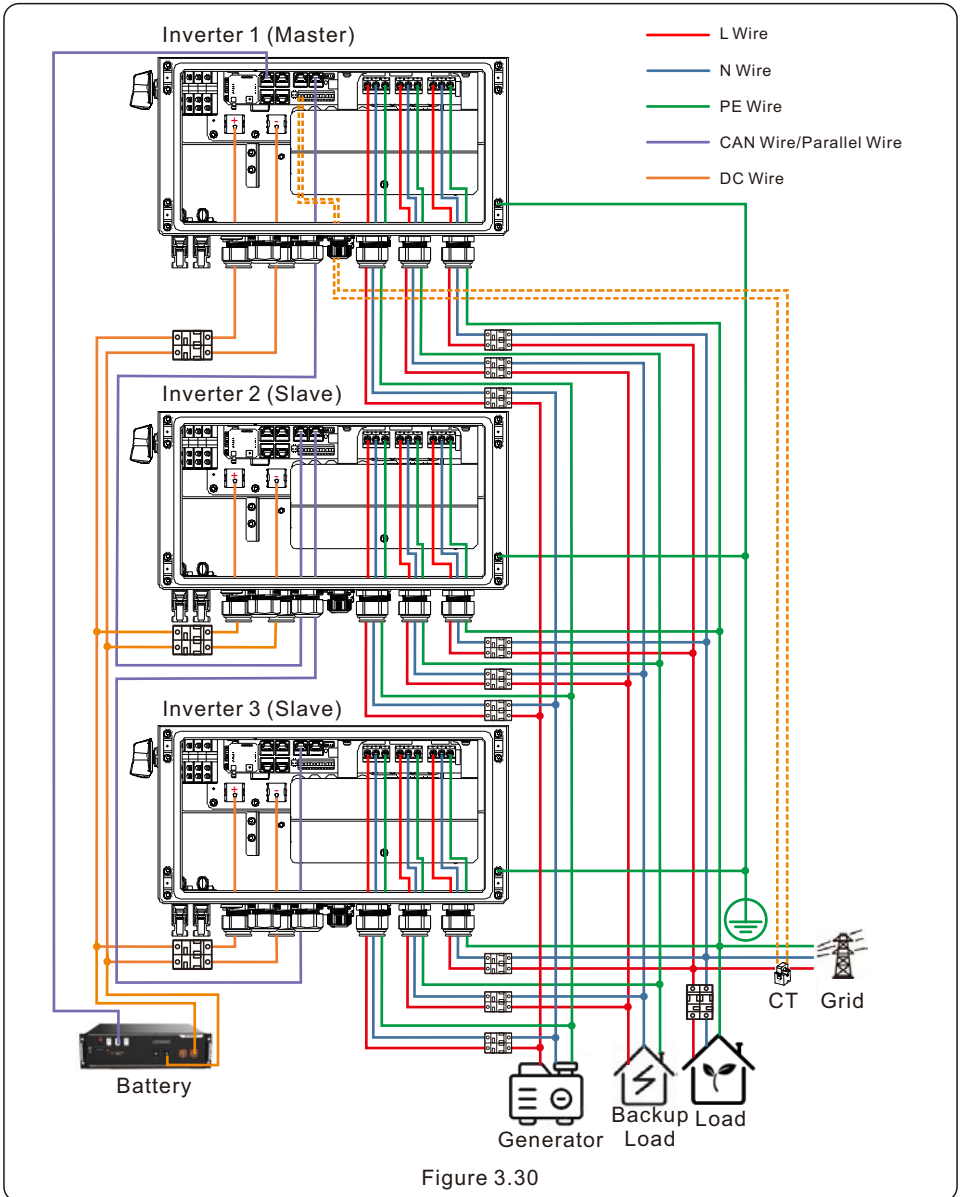 Inverter 1 (Master)
L Wire
N Wire
PE Wire
CAN Wire/Parallel Wire
DC Wire
+ -
Inverter 2 (Slave)
+ -
Inverter 3 (Slave)
+ -
CT Grid
Battery
Generator
Backup
Load
Load
Figure 3.30